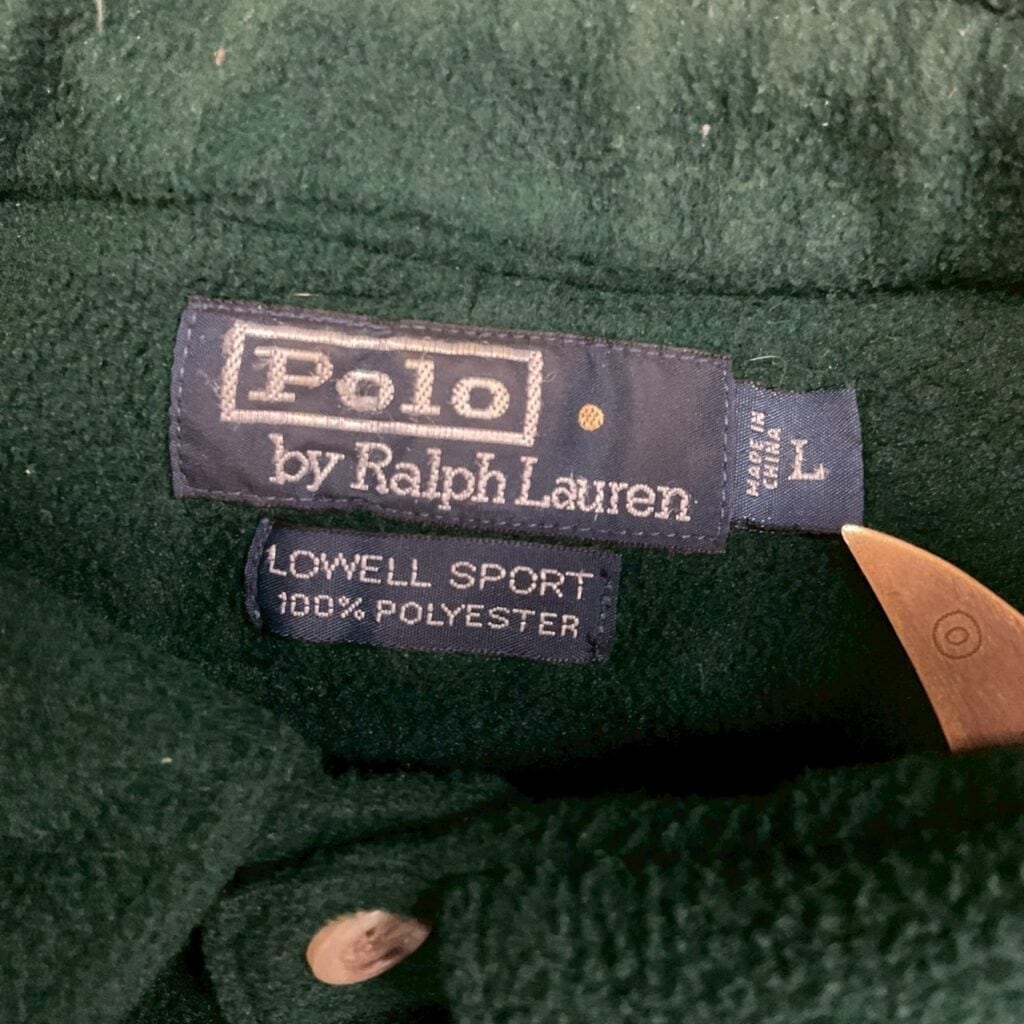 Polo
by Ralph Lauren
MADE IN
CHINA
L
LOWELL SPORT
100% POLYESTER